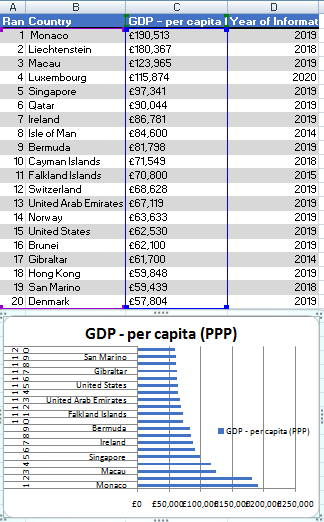 A B C D
Ran Country GDP - per capita Year of Informat
1 Monaco £190,513 2019
2 Liechtenstein £180,367 2018
3 Macau £123,965 2019
4 Luxembourg £115,874 2020
5 Singapore £97,341 2019
6 Qatar £90,044 2019
7 Ireland £86,781 2019
8 Isle of Man £84,600 2014
9 Bermuda £81,798 2019
10 Cayman Islands £71,549 2018
11 Falkland Islands £70,800 2015
12 Switzerland £68,628 2019
13 United Arab Emirates £67,119 2019
14 Norway £63,633 2019
15 United States £62,530 2019
16 Brunei £62,100 2019
17 Gibraltar £61,700 2014
18 Hong Kong £59,848 2019
19 San Marino £59,439 2018
20 Denmark £57,804 2019
GDP - per capita (PPP)
San Marino
Gibraltar
United States
United Arab Emirates
Falkland Islands
Bermuda
Ireland
Singapore
Macau
Monaco
GDP - per capita (PPP)
£0 £50,000 £100,000 £150,000 £200,000 £250,000